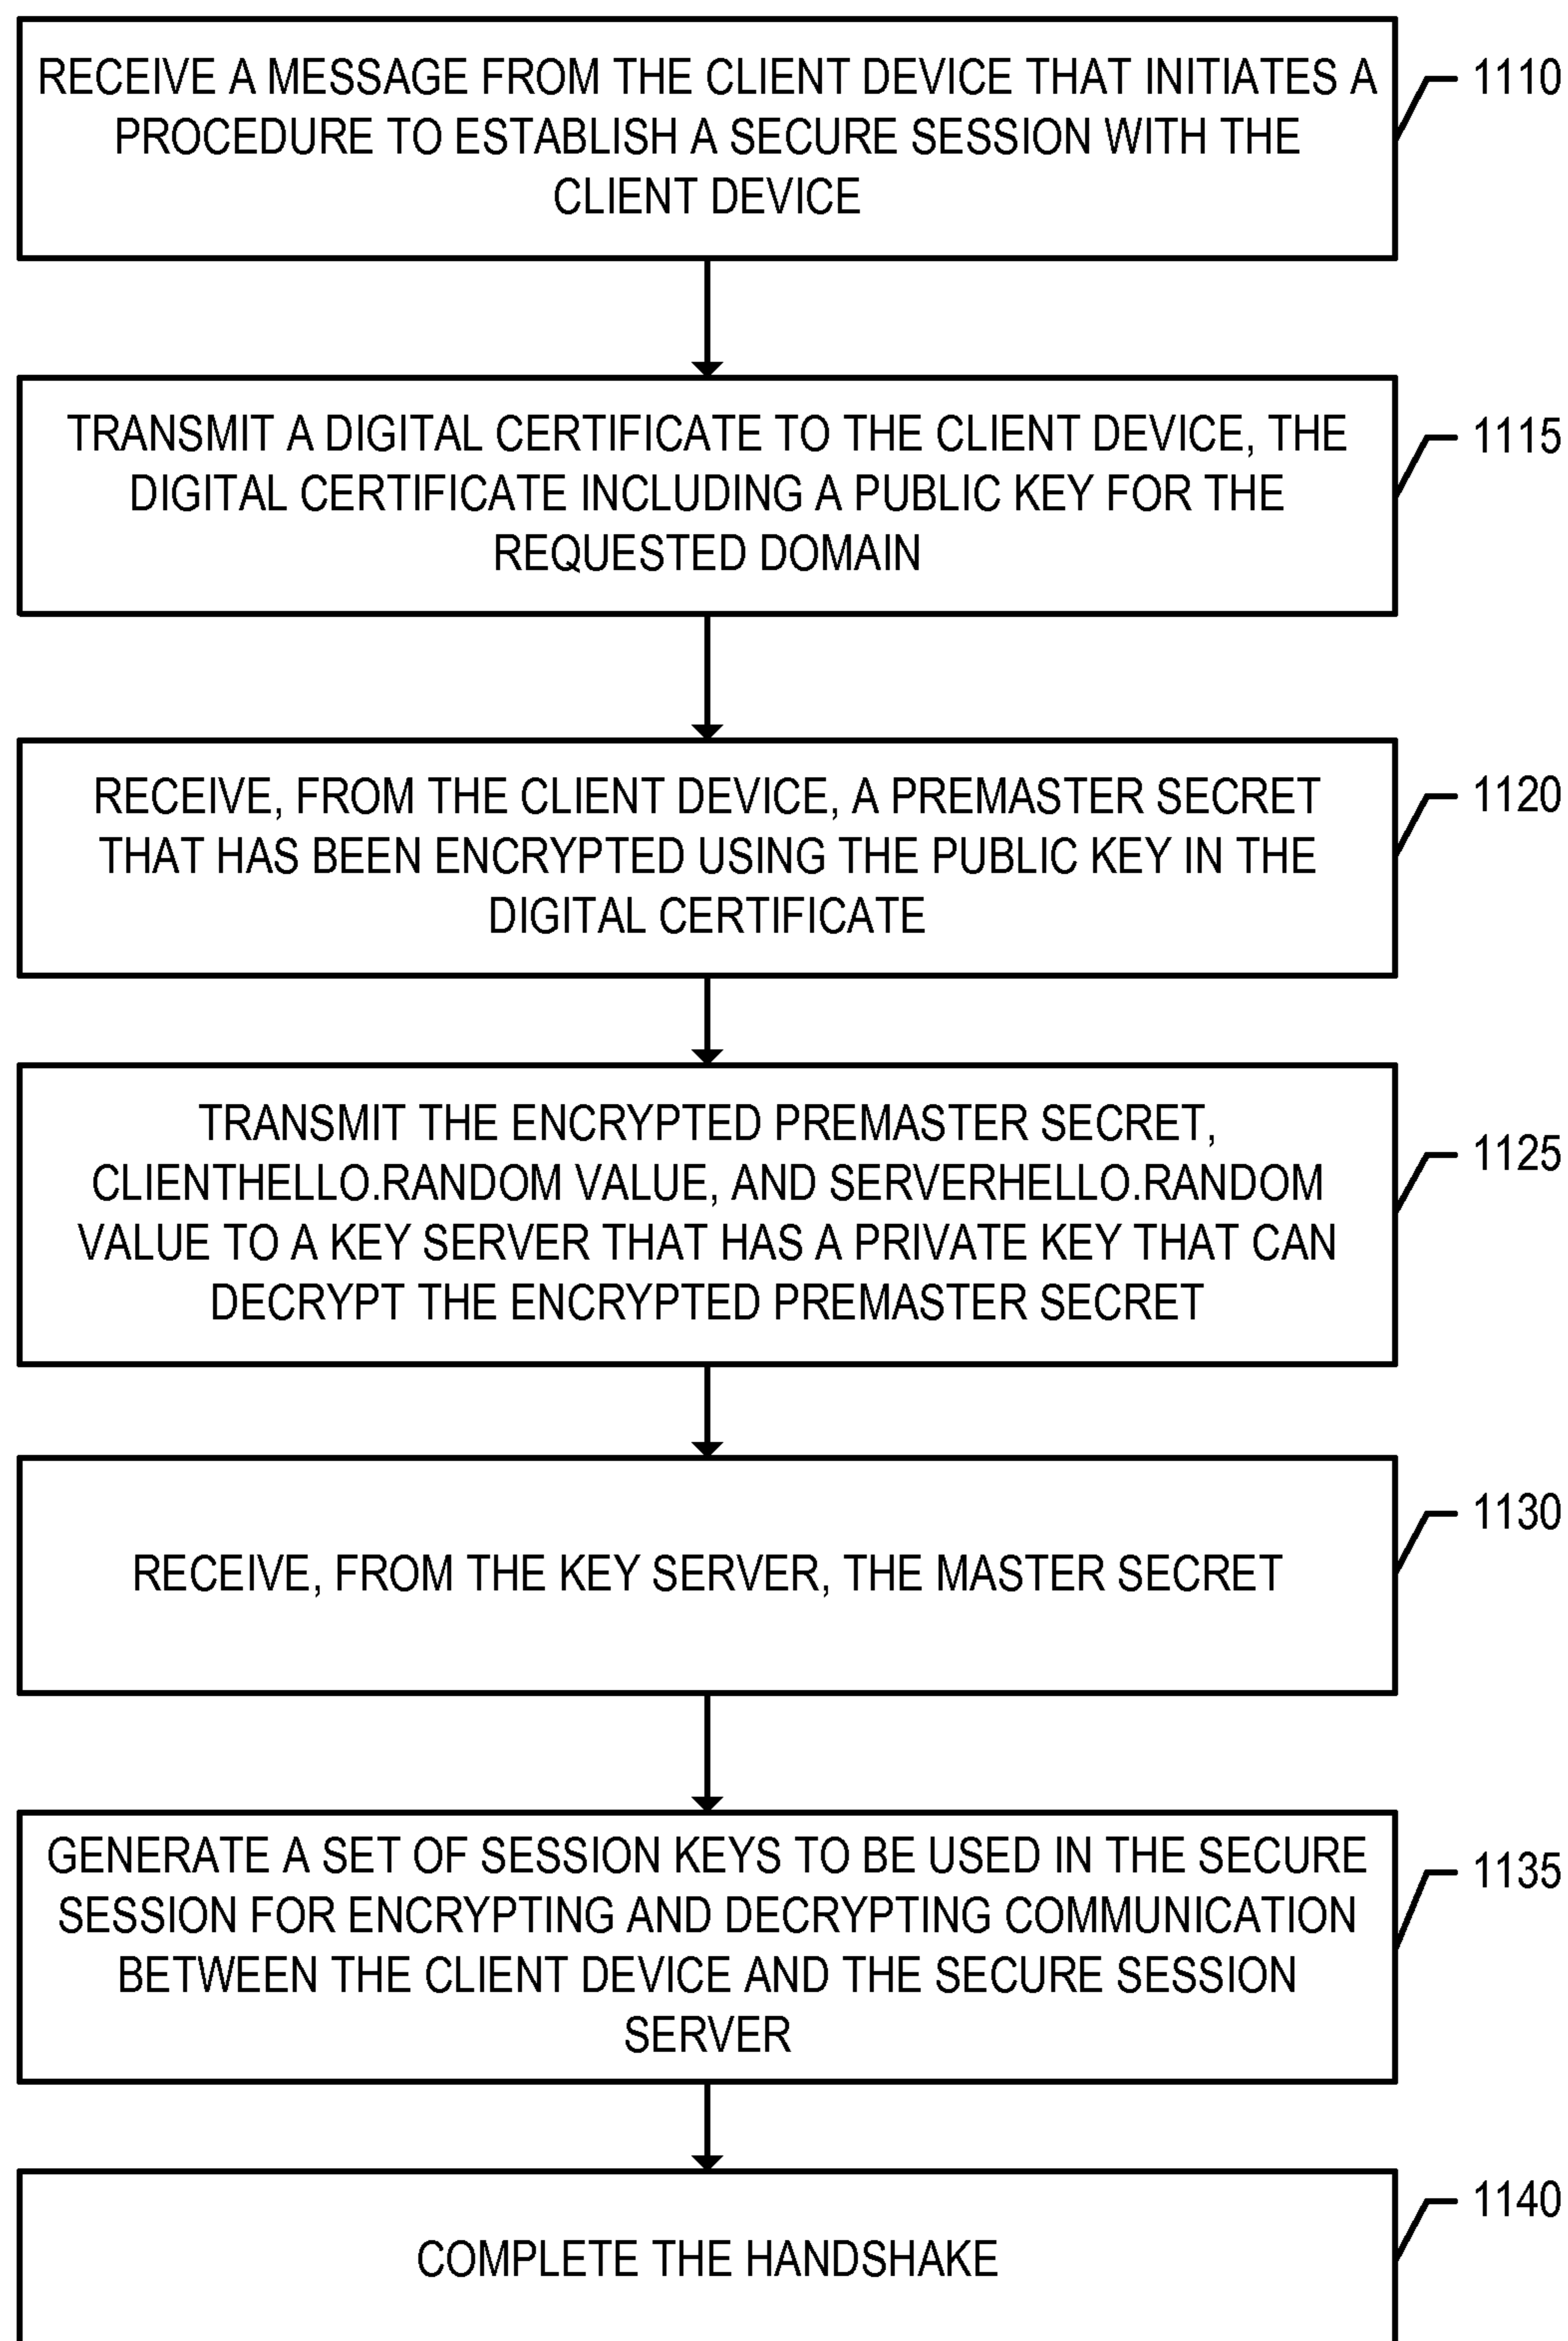 RECEIVE A MESSAGE FROM THE CLIENT DEVICE THAT INITIATES A
PROCEDURE TO ESTABLISH A SECURE SESSION WITH THE
CLIENT DEVICE
1110
TRANSMIT A DIGITAL CERTIFICATE TO THE CLIENT DEVICE, THE
DIGITAL CERTIFICATE INCLUDING A PUBLIC KEY FOR THE
REQUESTED DOMAIN
1115
RECEIVE, FROM THE CLIENT DEVICE, A PREMASTER SECRET
THAT HAS BEEN ENCRYPTED USING THE PUBLIC KEY IN THE
DIGITAL CERTIFICATE
1120
TRANSMIT THE ENCRYPTED PREMASTER SECRET,
CLIENTHELLO.RANDOM VALUE, AND SERVERHELLO.RANDOM
VALUE TO A KEY SERVER THAT HAS A PRIVATE KEY THAT CAN
DECRYPT THE ENCRYPTED PREMASTER SECRET
1125
RECEIVE, FROM THE KEY SERVER, THE MASTER SECRET
1130
GENERATE A SET OF SESSION KEYS TO BE USED IN THE SECURE
SESSION FOR ENCRYPTING AND DECRYPTING COMMUNICATION
BETWEEN THE CLIENT DEVICE AND THE SECURE SESSION
SERVER
1135
COMPLETE THE HANDSHAKE
1140